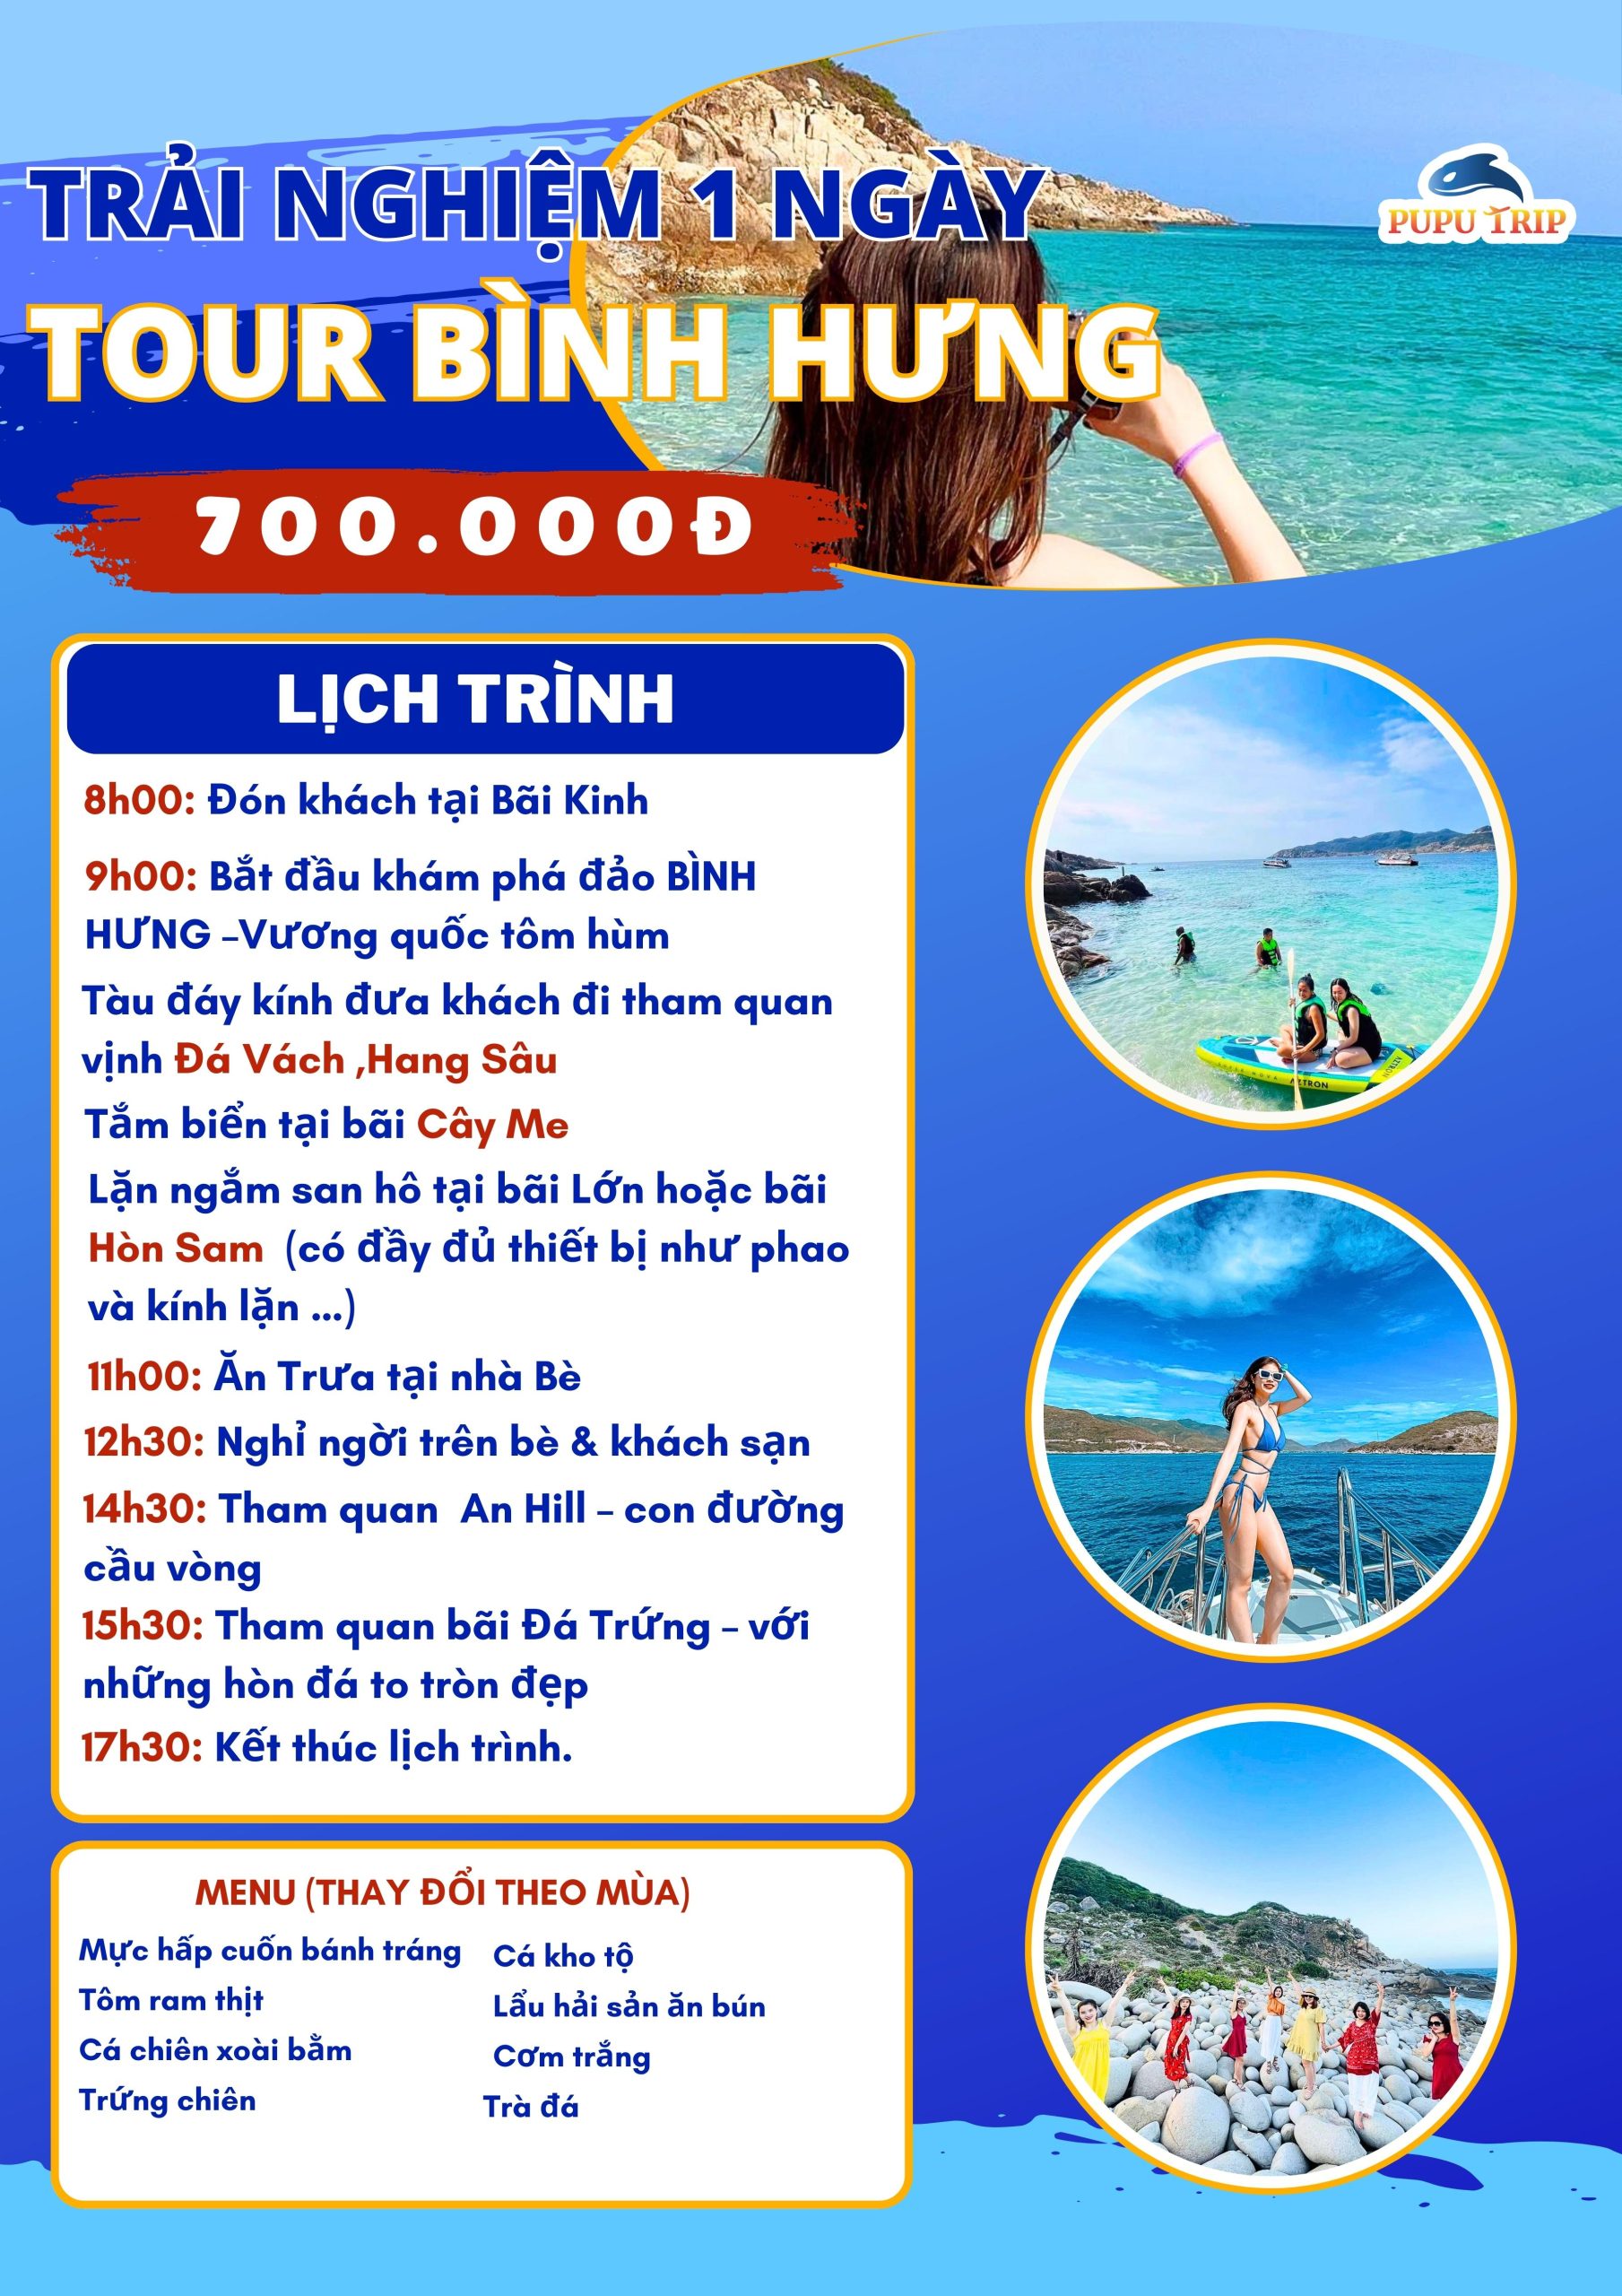 TRẢI NGHIỆM 1 NGÀY
TOUR BÌNH HƯNG
PUPU TRIP
700.000Đ
LỊCH TRÌNH
8h00: Đón khách tại Bãi Kinh
9h00: Bắt đầu khám phá đảo BÌNH
HƯNG –Vương quốc tôm hùm
Tàu đáy kính đưa khách đi tham quan
vịnh Đá Vách ,Hang Sâu
Tắm biển tại bãi Cây Me
Lặn ngắm san hô tại bãi Lớn hoặc bãi
Hòn Sam (có đầy đủ thiết bị như phao
và kính lặn ...)
11h00: Ăn Trưa tại nhà Bè
12h30: Nghỉ ngời trên bè & khách sạn
14h30: Tham quan An Hill – con đường
cầu vòng
15h30: Tham quan bãi Đá Trứng – với
những hòn đá to tròn đẹp
17h30: Kết thúc lịch trình.
MENU (THAY ĐỔI THEO MÙA)
Mực hấp cuốn bánh tráng
Tôm ram thịt
Cá chiên xoài bằm
Trứng chiên
Cá kho tộ
Lẩu hải sản ăn bún
Cơm trắng
Trà đá
AZTRON